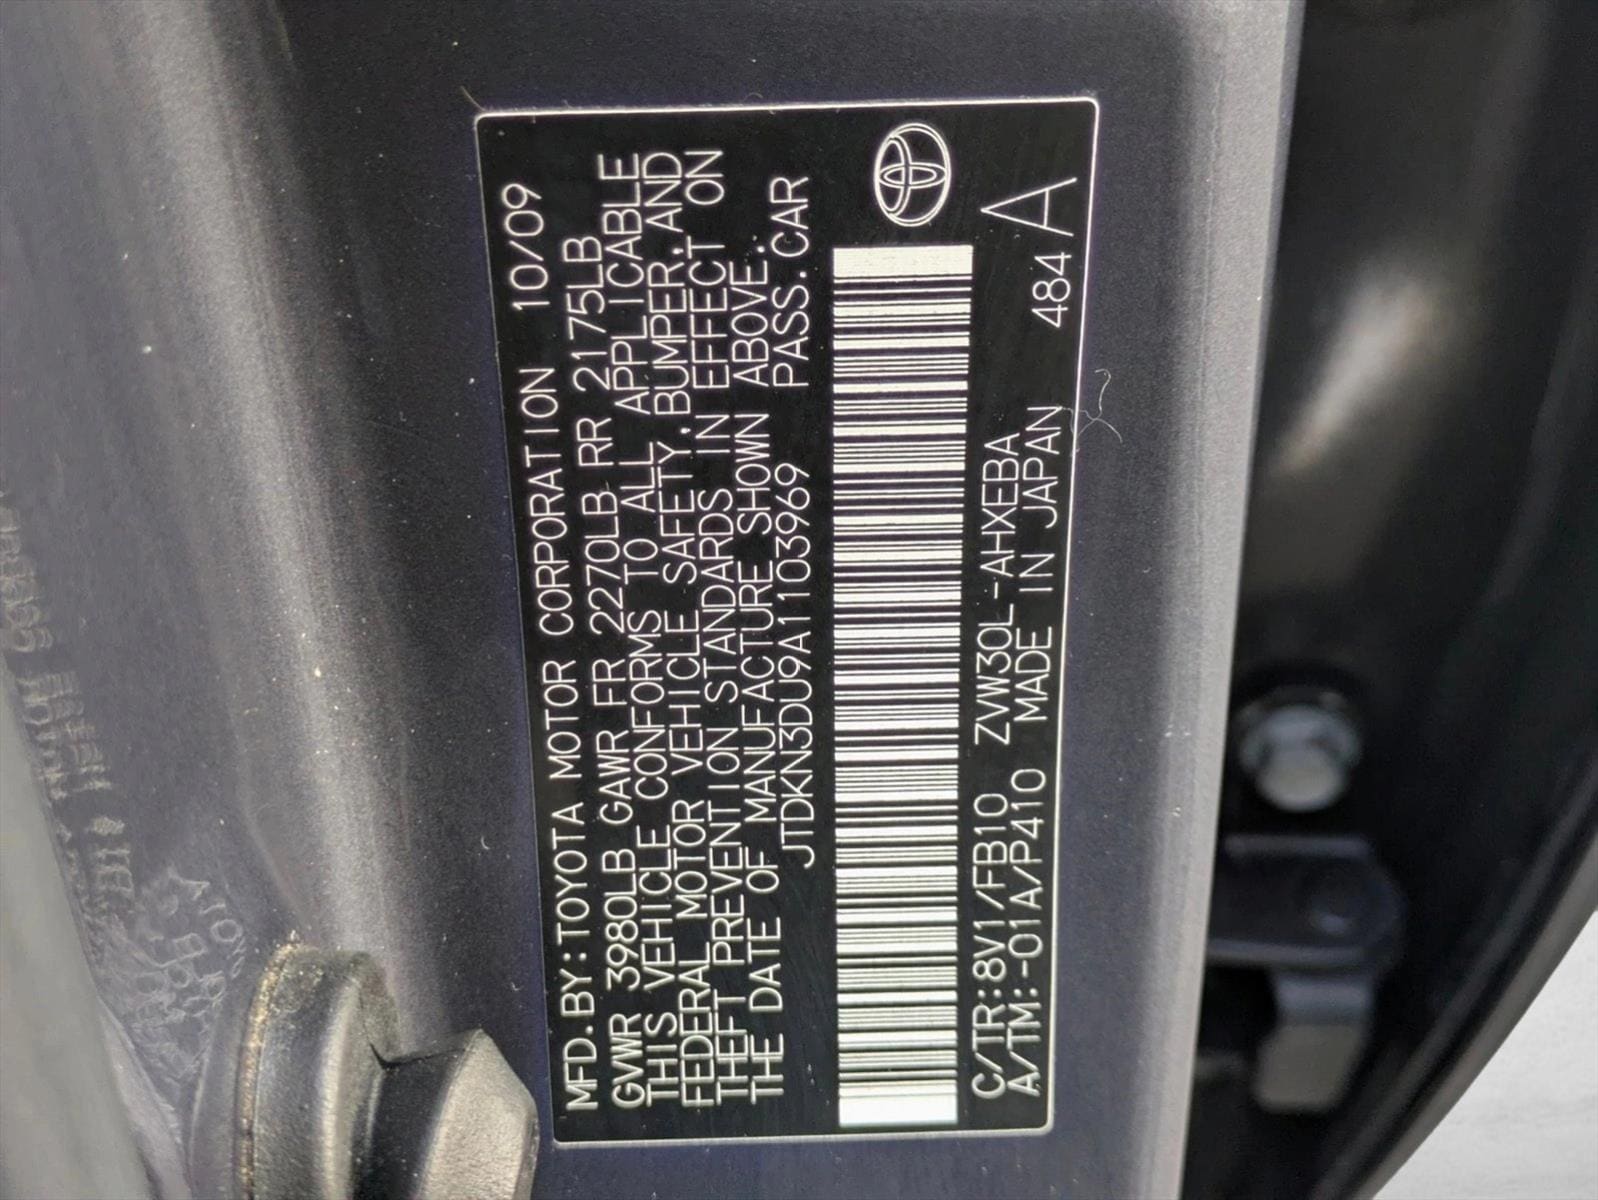 MFD.BY:TOYOTA MOTOR CORPORATION 10/09
GVWR 3980LB GAWR FR 2270LB RR 2175LB
THIS VEHICLE CONFORMS TO ALL APPLICABLE
FEDERAL MOTOR VEHICLE SAFETY,BUMPER,AND
THEFT PREVENTION STANDARDS IN EFFECT ON
THE DATE OF MANUFACTURE SHOWN ABOVE.
JTDKN3DU9A1103969 PASS.CAR
C/TR:8V1/FB10 ZVW30L-AHXEBA
A/TM:-01A/P410 MADE IN JAPAN 484 A